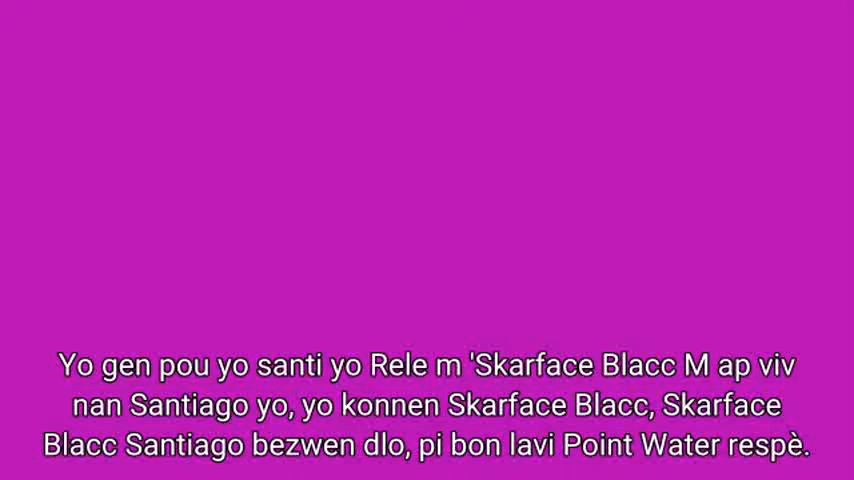 Yo gen pou yo santi yo Rele m 'Skarface Blacc M ap viv
nan Santiago yo, yo konnen Skarface Blacc, Skarface
Blacc Santiago bezwen dlo, pi bon lavi Point Water respè.